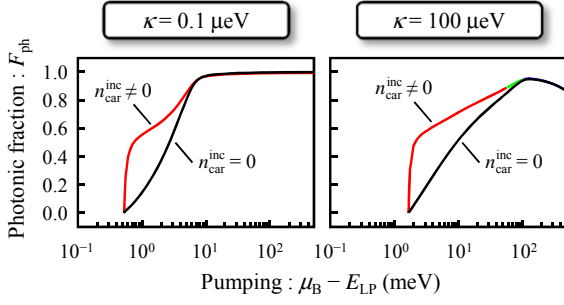 κ = 0.1 μeV
κ = 100 μeV
Photonic fraction : F_ph
1.0
0.8
0.6
0.4
0.2
0.0
n_car^inc ≠ 0
n_car^inc = 0
n_car^inc ≠ 0
n_car^inc = 0
10^−1 10^0 10^1 10^2
10^−1 10^0 10^1 10^2
Pumping : μ_B − E_LP (meV)